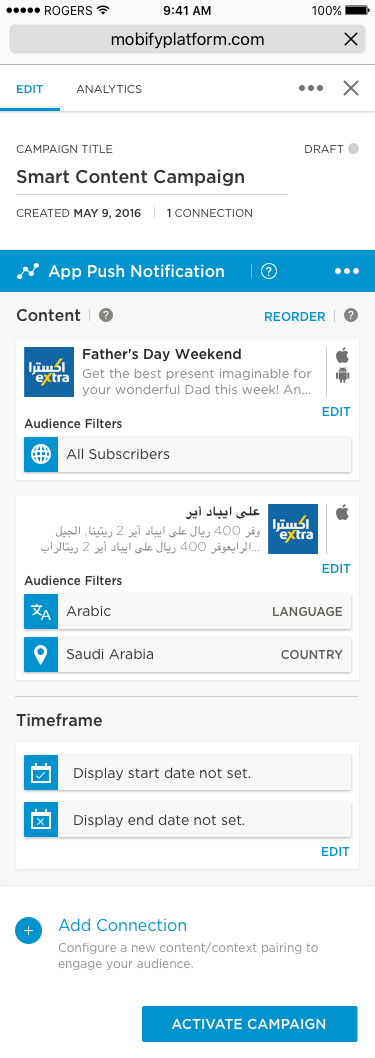 ROGERS 9:41 AM 100%
mobifyplatform.com
EDIT ANALYTICS
CAMPAIGN TITLE DRAFT
Smart Content Campaign
CREATED MAY 9, 2016 1 CONNECTION
App Push Notification ?
Content ? REORDER ?
اكسترا
extra
Father's Day Weekend
Get the best present imaginable for
your wonderful Dad this week! An...
EDIT
Audience Filters
All Subscribers
على ايباد أير
وفر 400 ريال على ايباد أير 2 ريتينا, الجيل
الرابعوفر 400 ريال على ايباد أير 2 ريتالراب...
اكسترا
extra
EDIT
Audience Filters
Arabic LANGUAGE
Saudi Arabia COUNTRY
Timeframe
Display start date not set.
Display end date not set.
EDIT
Add Connection
Configure a new content/context pairing to
engage your audience.
ACTIVATE CAMPAIGN